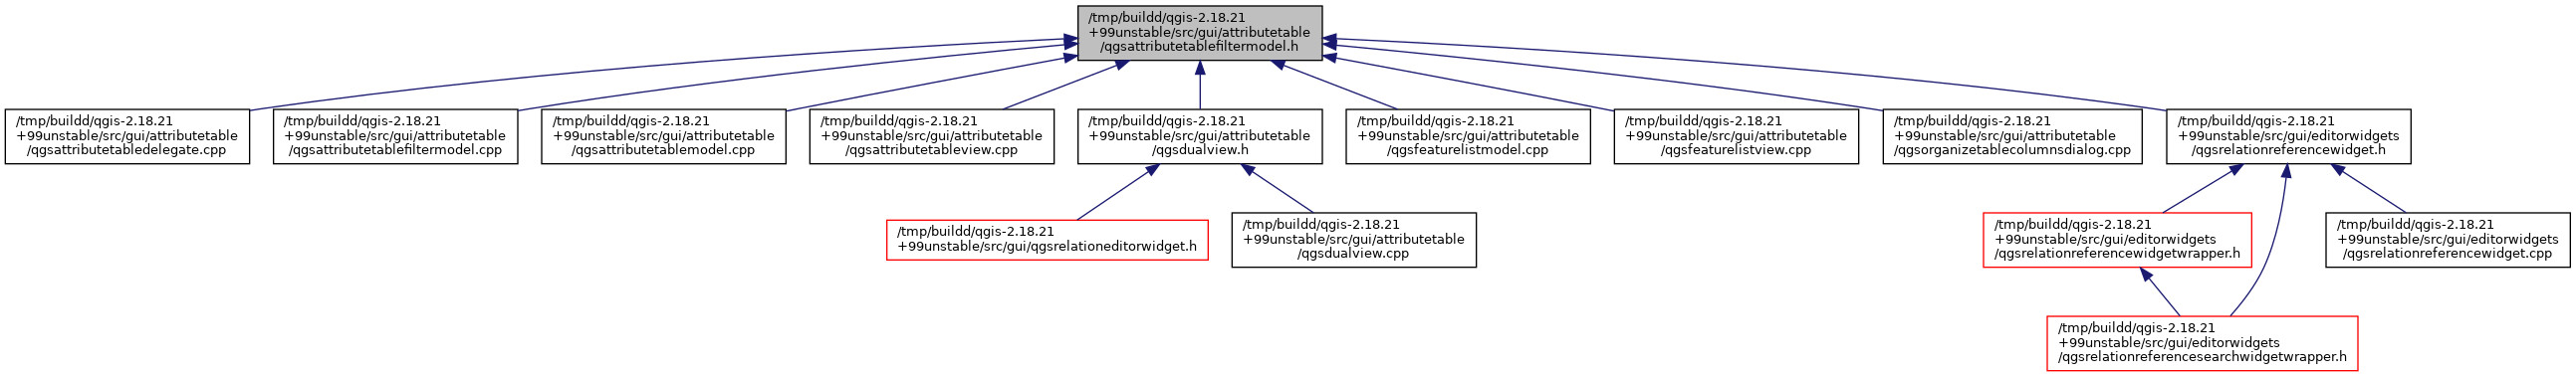 /tmp/buildd/qgis-2.18.21
+99unstable/src/gui/attributetable
/qgsattributetablefiltermodel.h
/tmp/buildd/qgis-2.18.21
+99unstable/src/gui/attributetable
/qgsattributetabledelegate.cpp
/tmp/buildd/qgis-2.18.21
+99unstable/src/gui/attributetable
/qgsattributetablefiltermodel.cpp
/tmp/buildd/qgis-2.18.21
+99unstable/src/gui/attributetable
/qgsattributetablemodel.cpp
/tmp/buildd/qgis-2.18.21
+99unstable/src/gui/attributetable
/qgsattributetableview.cpp
/tmp/buildd/qgis-2.18.21
+99unstable/src/gui/attributetable
/qgsdualview.h
/tmp/buildd/qgis-2.18.21
+99unstable/src/gui/attributetable
/qgsfeaturelistmodel.cpp
/tmp/buildd/qgis-2.18.21
+99unstable/src/gui/attributetable
/qgsfeaturelistview.cpp
/tmp/buildd/qgis-2.18.21
+99unstable/src/gui/attributetable
/qgsorganizetablecolumnsdialog.cpp
/tmp/buildd/qgis-2.18.21
+99unstable/src/gui/editorwidgets
/qgsrelationreferencewidget.h
/tmp/buildd/qgis-2.18.21
+99unstable/src/gui/qgsrelationeditorwidget.h
/tmp/buildd/qgis-2.18.21
+99unstable/src/gui/attributetable
/qgsdualview.cpp
/tmp/buildd/qgis-2.18.21
+99unstable/src/gui/editorwidgets
/qgsrelationreferencewidgetwrapper.h
/tmp/buildd/qgis-2.18.21
+99unstable/src/gui/editorwidgets
/qgsrelationreferencewidget.cpp
/tmp/buildd/qgis-2.18.21
+99unstable/src/gui/editorwidgets
/qgsrelationreferencesearchwidgetwrapper.h